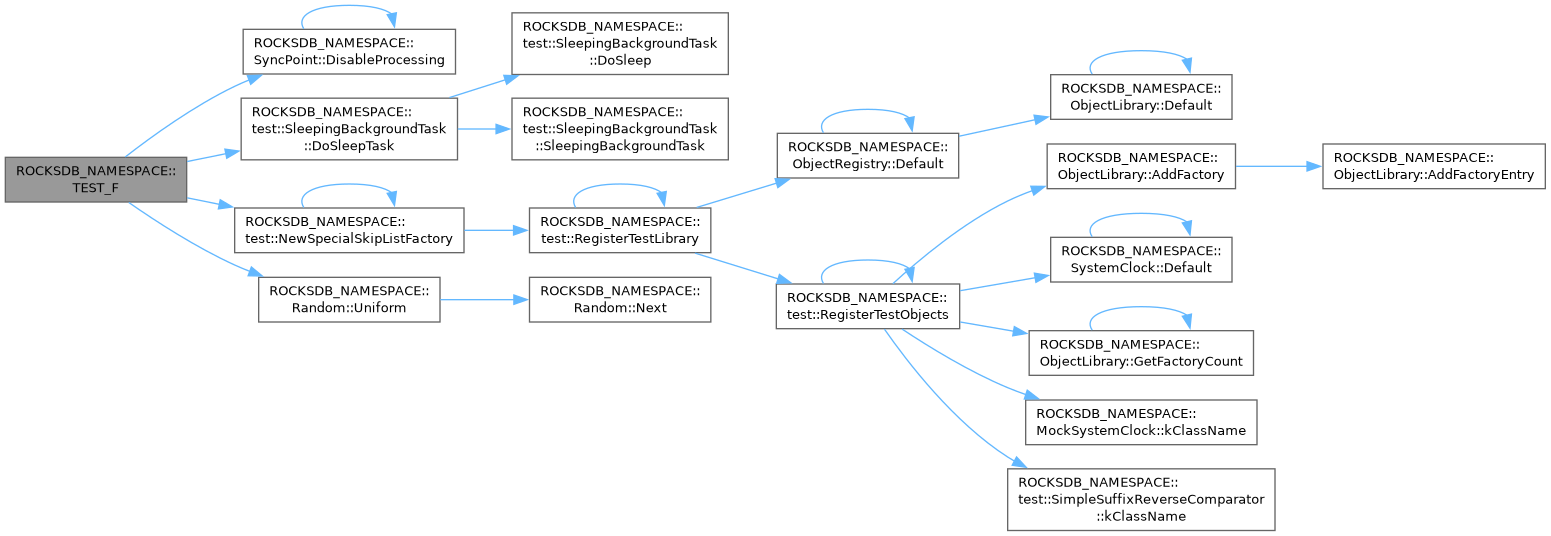 ROCKSDB_NAMESPACE::
TEST_F
ROCKSDB_NAMESPACE::
SyncPoint::DisableProcessing
ROCKSDB_NAMESPACE::
test::SleepingBackgroundTask
::DoSleepTask
ROCKSDB_NAMESPACE::
test::SleepingBackgroundTask
::DoSleep
ROCKSDB_NAMESPACE::
test::SleepingBackgroundTask
::SleepingBackgroundTask
ROCKSDB_NAMESPACE::
test::NewSpecialSkipListFactory
ROCKSDB_NAMESPACE::
test::RegisterTestLibrary
ROCKSDB_NAMESPACE::
ObjectRegistry::Default
ROCKSDB_NAMESPACE::
ObjectLibrary::Default
ROCKSDB_NAMESPACE::
test::RegisterTestObjects
ROCKSDB_NAMESPACE::
ObjectLibrary::AddFactory
ROCKSDB_NAMESPACE::
ObjectLibrary::AddFactoryEntry
ROCKSDB_NAMESPACE::
SystemClock::Default
ROCKSDB_NAMESPACE::
ObjectLibrary::GetFactoryCount
ROCKSDB_NAMESPACE::
MockSystemClock::kClassName
ROCKSDB_NAMESPACE::
test::SimpleSuffixReverseComparator
::kClassName
ROCKSDB_NAMESPACE::
Random::Uniform
ROCKSDB_NAMESPACE::
Random::Next